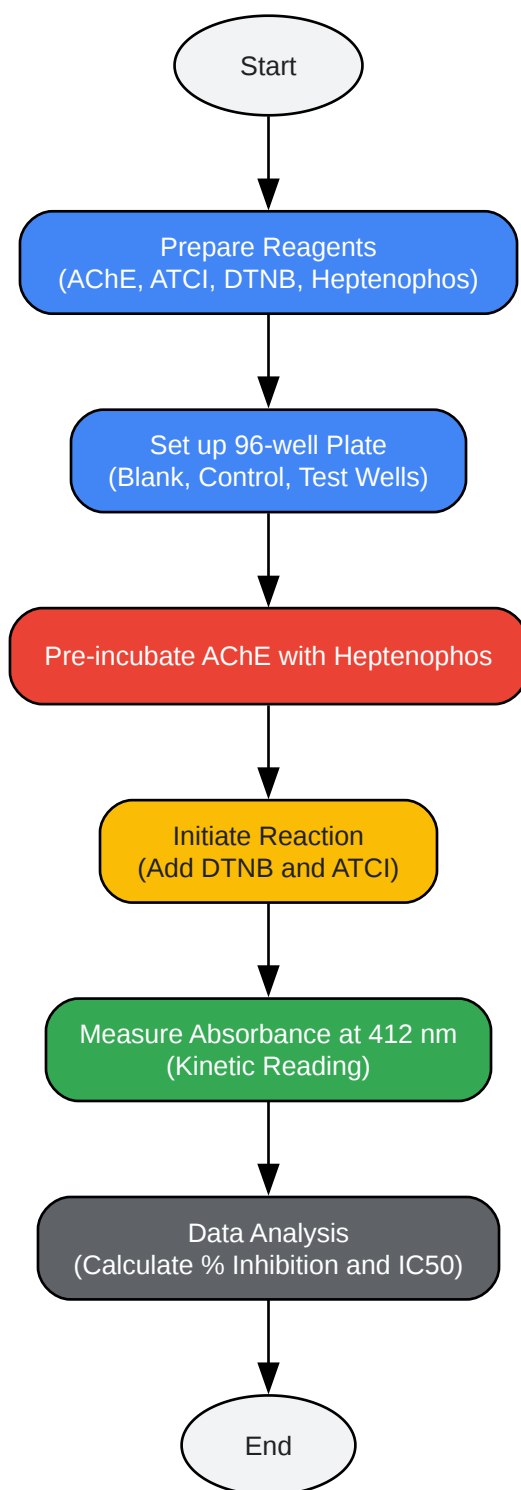 Start
Prepare Reagents
(AChE, ATCI, DTNB, Heptenophos)
Set up 96-well Plate
(Blank, Control, Test Wells)
Pre-incubate AChE with Heptenophos
Initiate Reaction
(Add DTNB and ATCI)
Measure Absorbance at 412 nm
(Kinetic Reading)
Data Analysis
(Calculate % Inhibition and IC50)
End